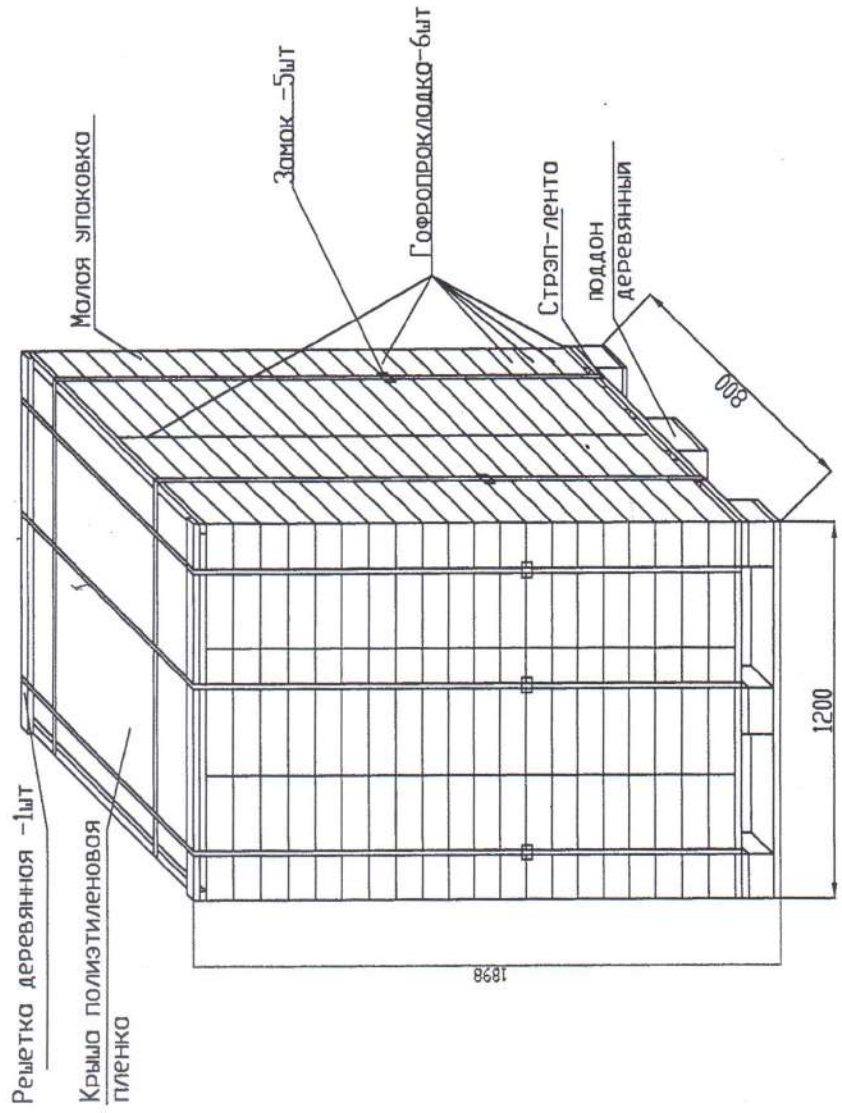 Решетка деревянная -1шт
Крыша полиэтиленовая
пленка
Малая упаковка
Замок -5шт
Гофропрокладка-6шт
Стрэп-лента
поддон
деревянный
800
1200
1898